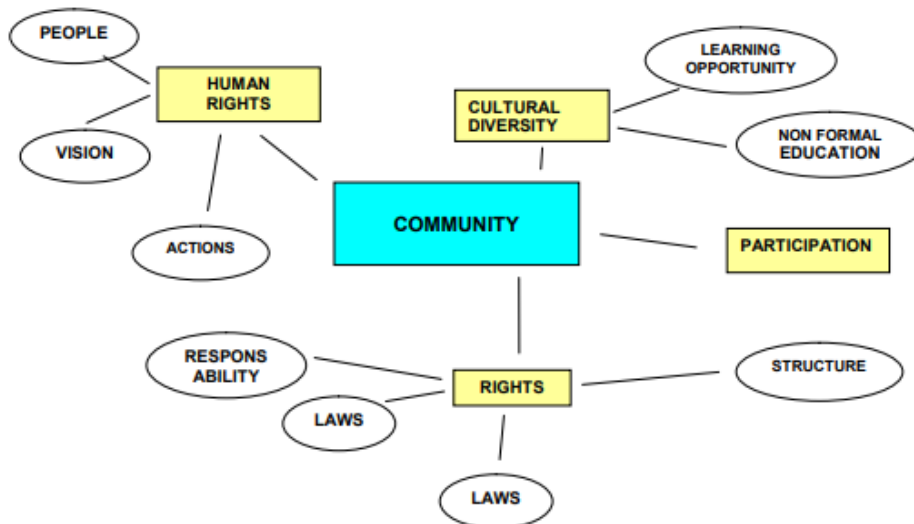 PEOPLE
HUMAN
RIGHTS
VISION
ACTIONS
LEARNING
OPPORTUNITY
CULTURAL
DIVERSITY
NON FORMAL
EDUCATION
COMMUNITY
PARTICIPATION
RESPONS
ABILITY
LAWS
RIGHTS
STRUCTURE
LAWS